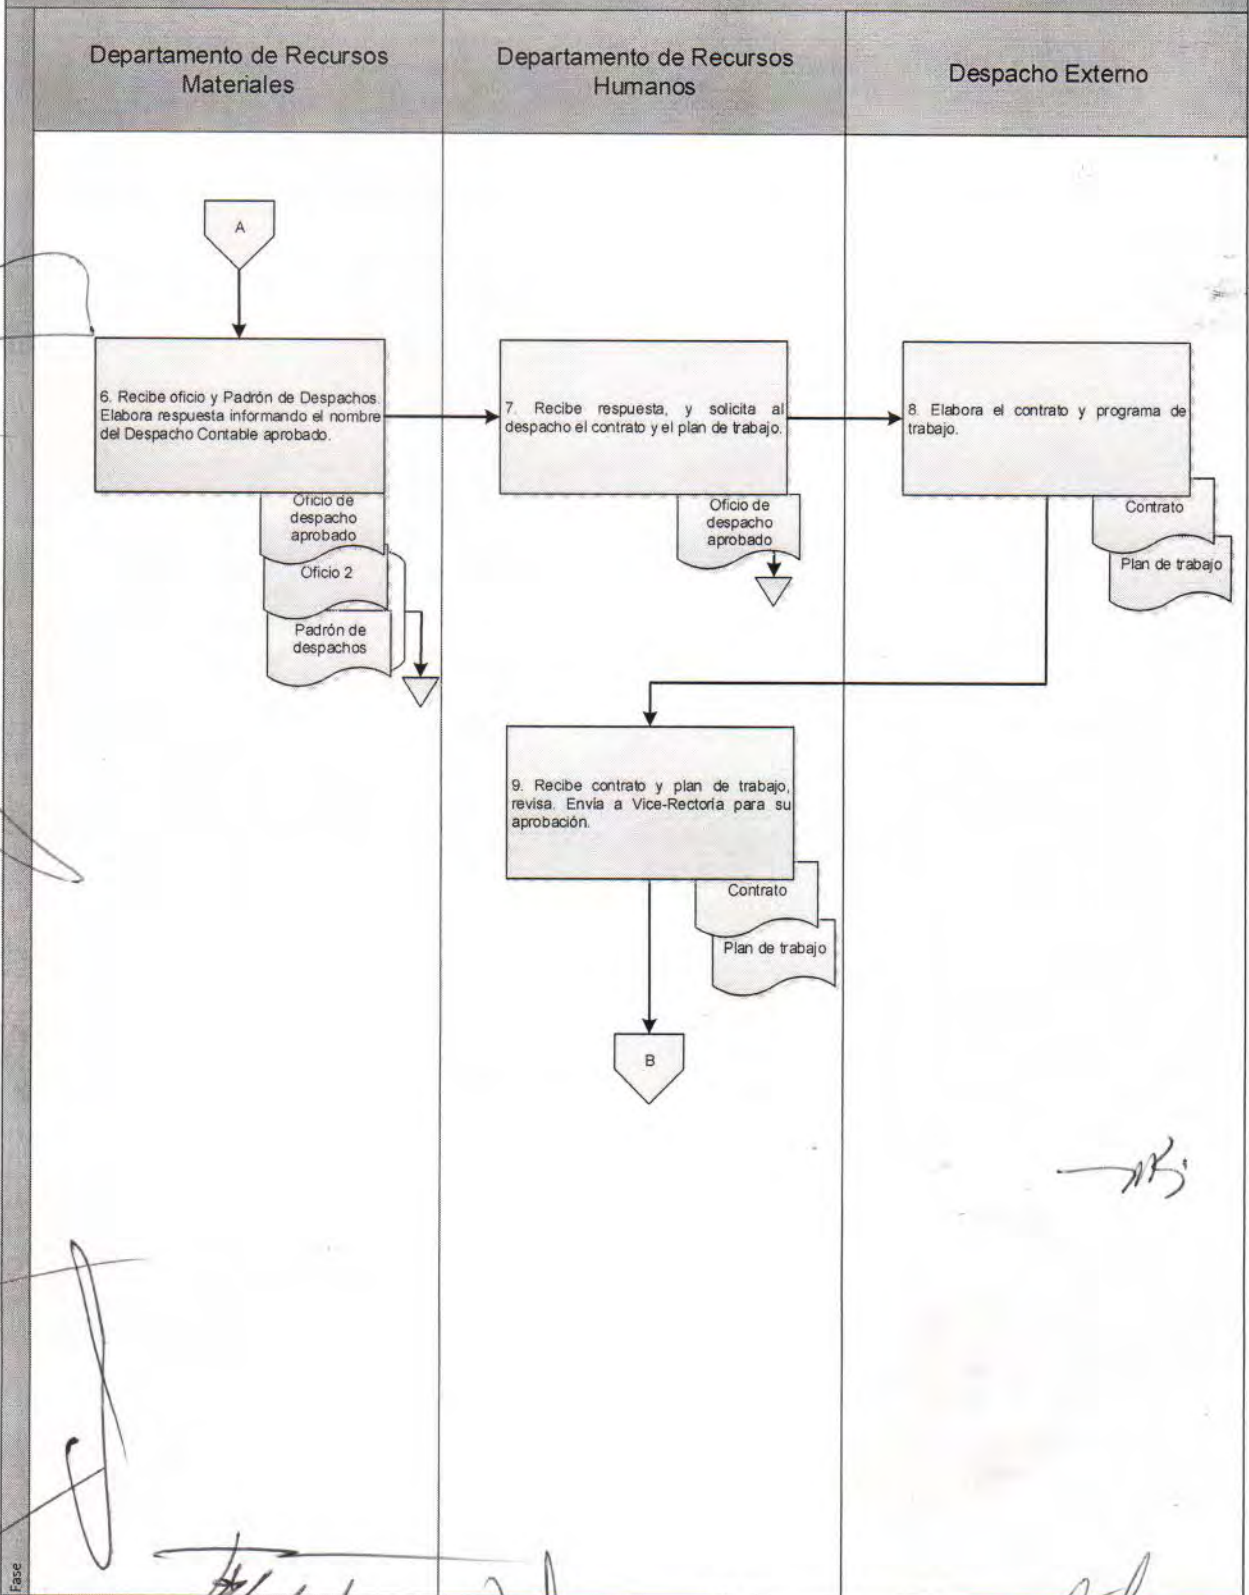 Departamento de Recursos
Materiales
Departamento de Recursos
Humanos
Despacho Externo
A
6. Recibe oficio y Padrón de Despachos.
Elabora respuesta informando el nombre
del Despacho Contable aprobado.
Oficio de
despacho
aprobado
Oficio 2
Padrón de
despachos
7. Recibe respuesta, y solicita al
despacho el contrato y el plan de trabajo.
Oficio de
despacho
aprobado
8. Elabora el contrato y programa de
trabajo.
Contrato
Plan de trabajo
9. Recibe contrato y plan de trabajo,
revisa. Envía a Vice-Rectoría para su
aprobación.
Contrato
Plan de trabajo
B
Fase